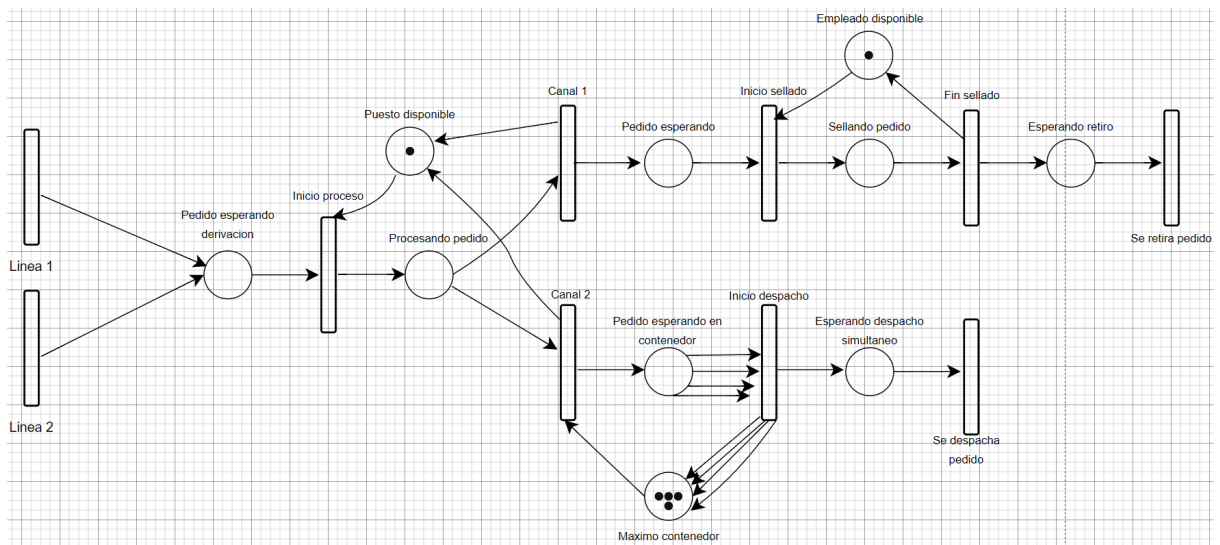 Empleado disponible
Canal 1
Inicio sellado
Fin sellado
Puesto disponible
Pedido esperando
Sellando pedido
Esperando retiro
Inicio proceso
Pedido esperando
derivacion
Procesando pedido
Se retira pedido
Linea 1
Canal 2
Inicio despacho
Pedido esperando en
contenedor
Esperando despacho
simultaneo
Linea 2
Se despacha
pedido
Maximo contenedor